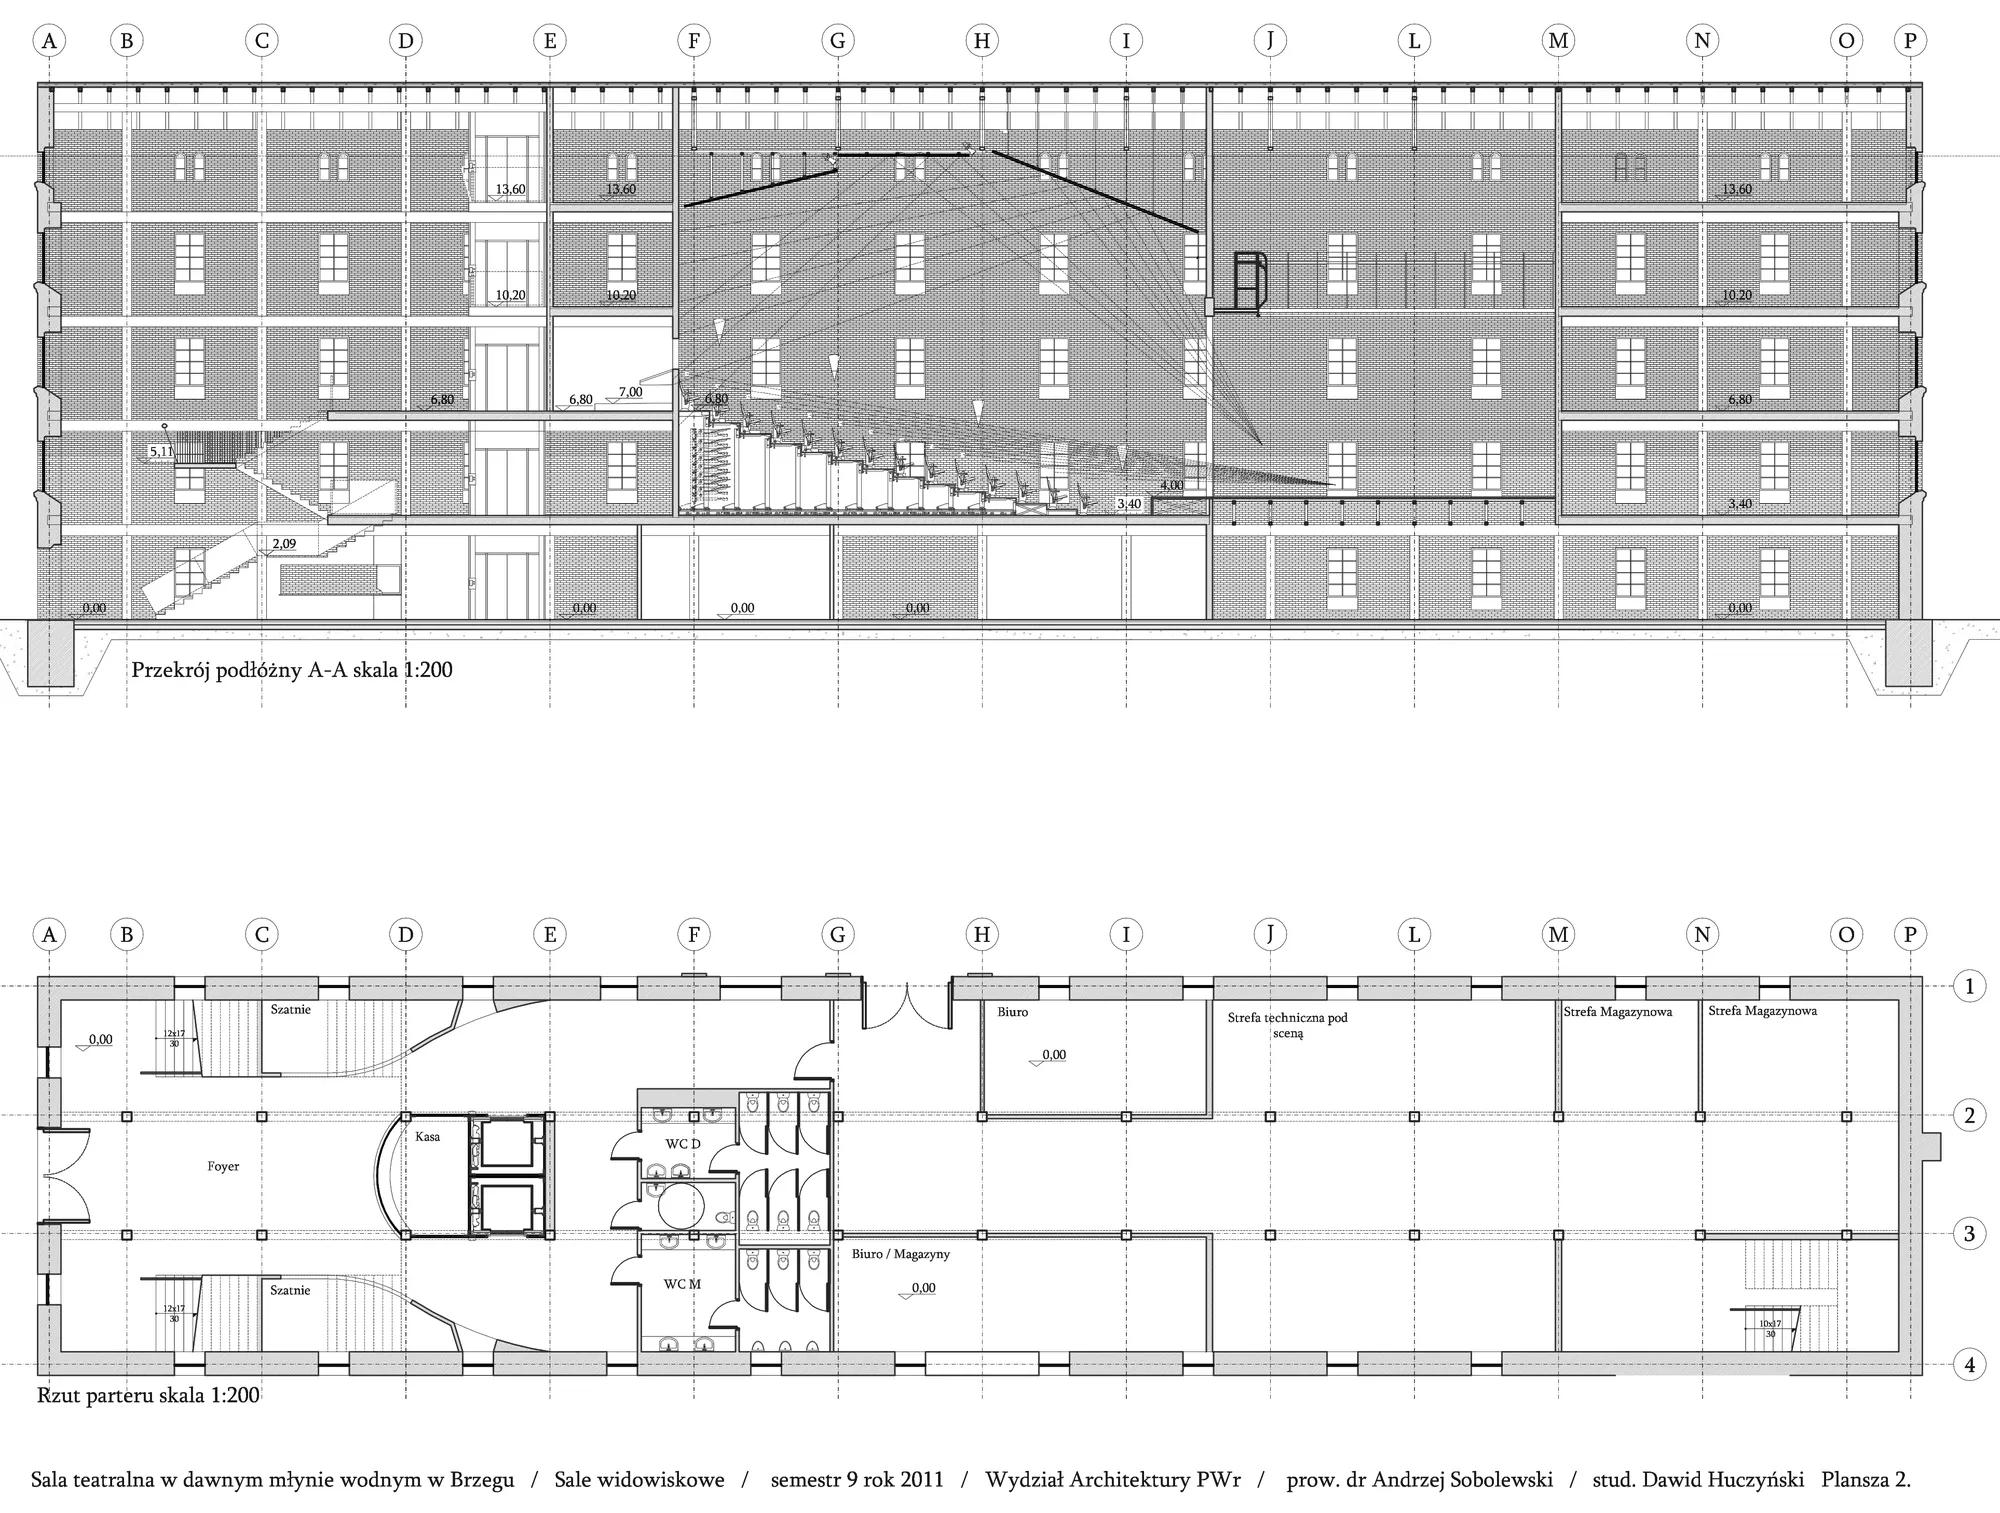 A B C D E F G H I J L M N O P
13,60 13,60 13,60
10,20 10,20 10,20
7,00
6,80 6,80 6,80 6,80
5,11
4,00
3,40 3,40
2,09
0,00 0,00 0,00 0,00 0,00
Przekrój podłóżny A-A skala 1:200
A B C D E F G H I J L M N O P
1
Szatnie
Biuro
Strefa techniczna pod
sceną
Strefa Magazynowa
Strefa Magazynowa
0,00
12x17
30
0,00
2
Kasa
WC D
Foyer
3
Biuro / Magazyny
0,00
Szatnie
WC M
12x17
30
10x17
30
4
Rzut parteru skala 1:200
Sala teatralna w dawnym młynie wodnym w Brzegu / Sale widowiskowe / semestr 9 rok 2011 / Wydział Architektury PWr / prow. dr Andrzej Sobolewski / stud. Dawid Huczyński Plansza 2.